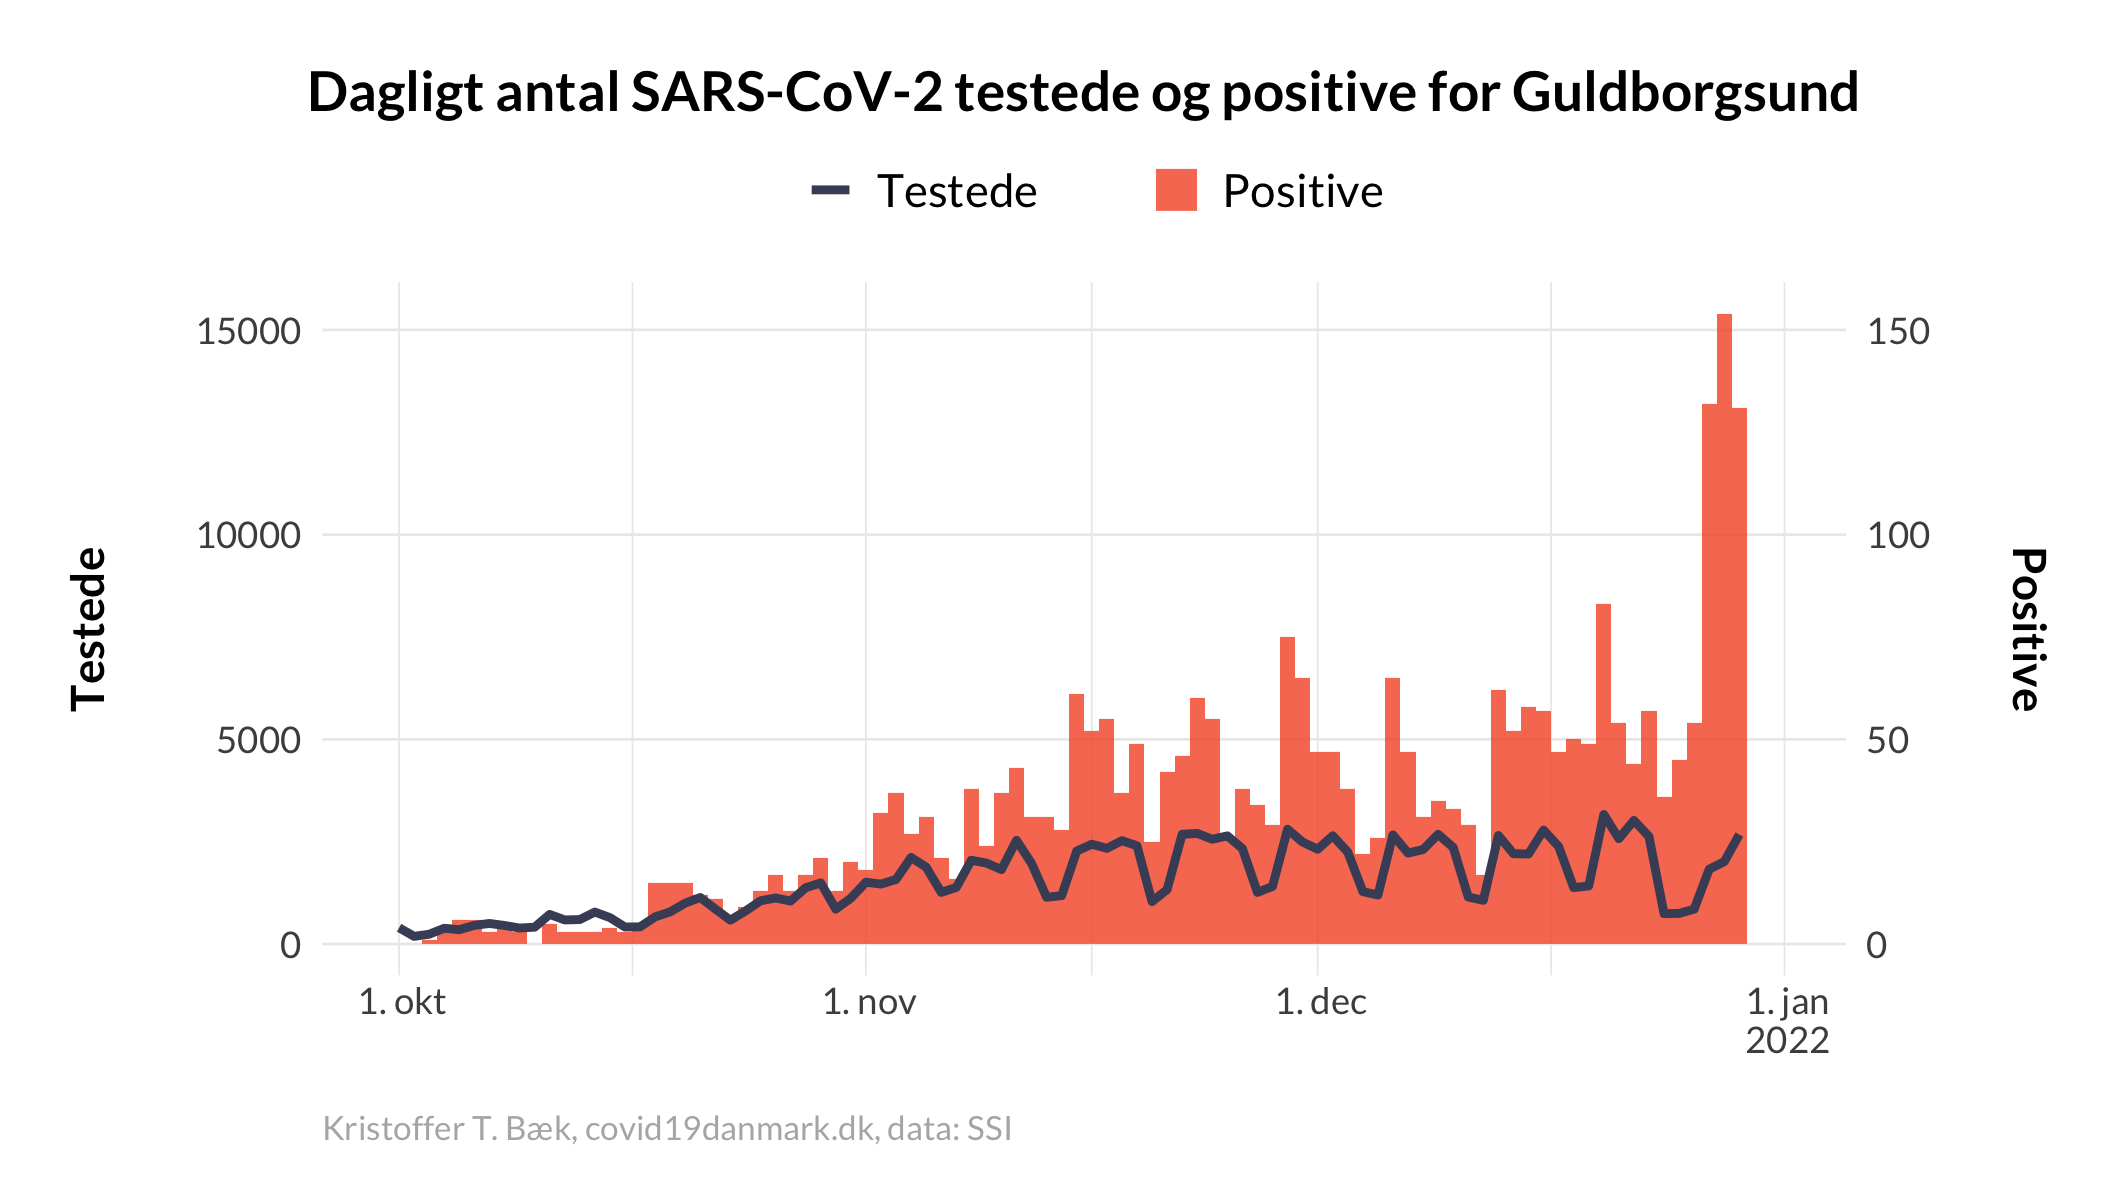 Dagligt antal SARS-CoV-2 testede og positive for Guldborgsund
Testede
Positive
Testede
15000
10000
5000
0
150
100
50
0
Positive
1. okt
1. nov
1. dec
1. jan
2022
Kristoffer T. Bæk, covid19danmark.dk, data: SSI